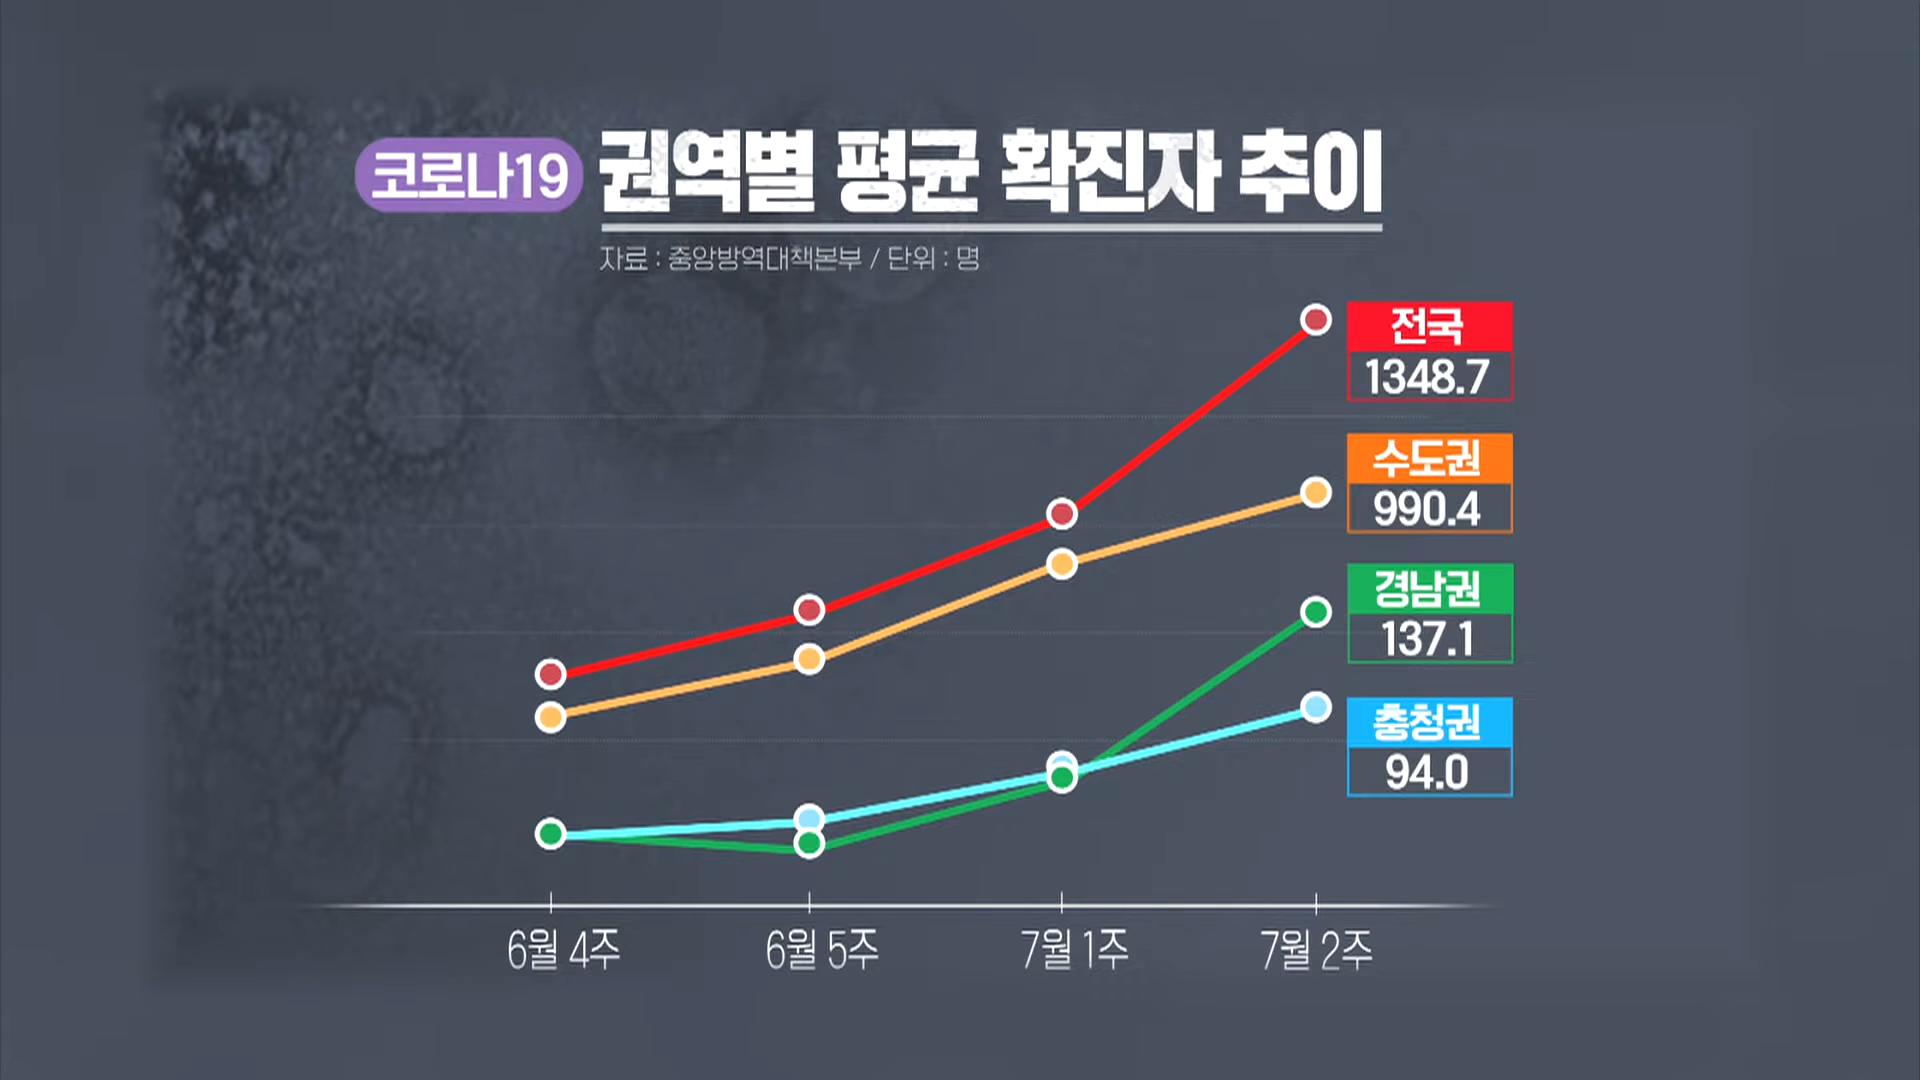 코로나19 권역별 평균 확진자 추이
자료 : 중앙방역대책본부 / 단위 : 명
전국
1348.7
수도권
990.4
경남권
137.1
충청권
94.0
6월 4주 6월 5주 7월 1주 7월 2주